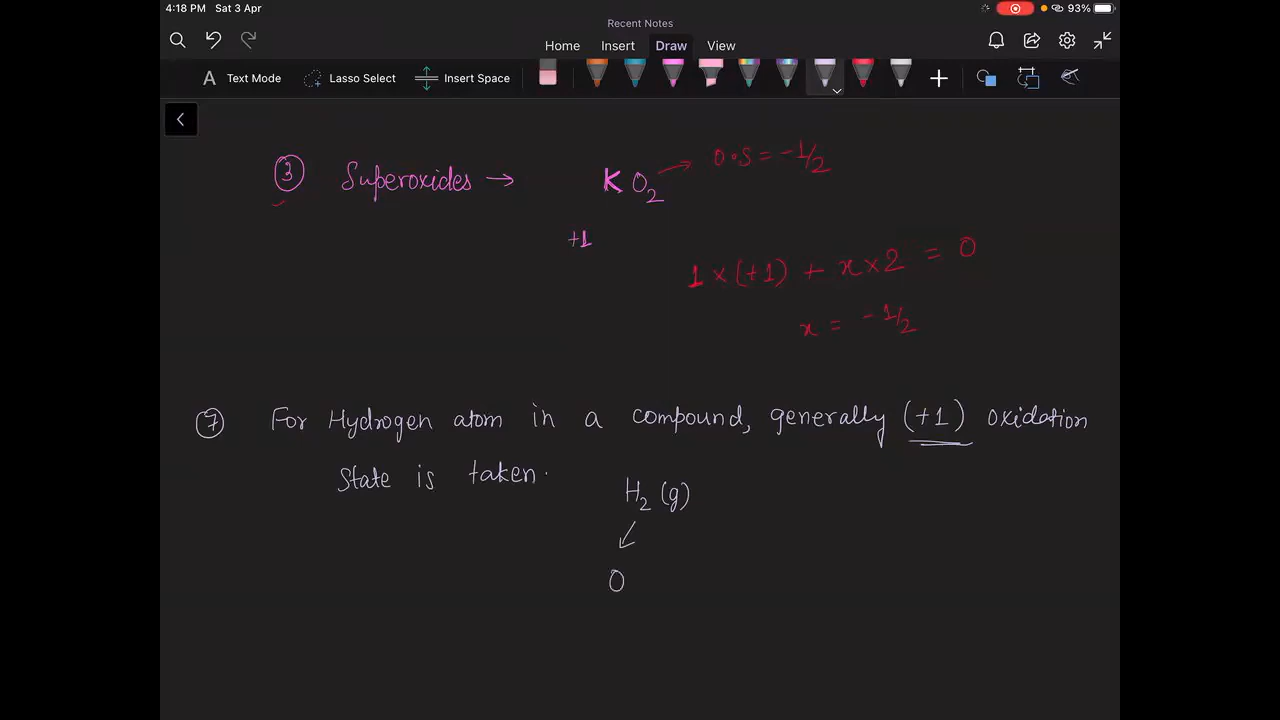 4:18 PM Sat 3 Apr
93%
Recent Notes
Home Insert Draw View
A Text Mode Lasso Select Insert Space
③ Superoxides → KO₂ → O.S = -1/2
+1
1 × (+1) + x × 2 = 0
x = -1/2
⑦ For Hydrogen atom in a compound, generally (+1) oxidation
State is taken.
H₂ (g)
0